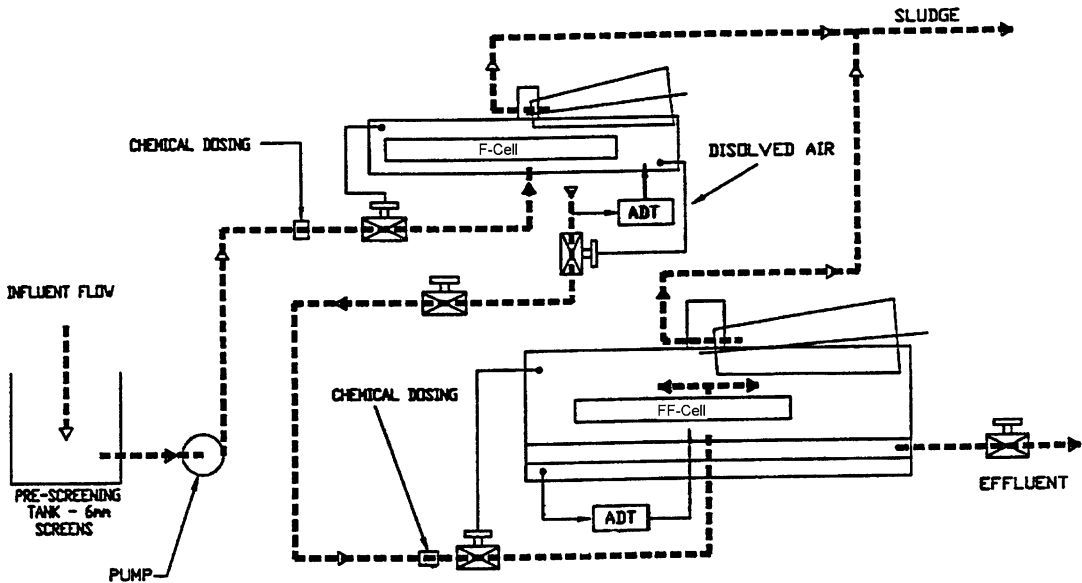 SLUDGE
CHEMICAL DOSING
F-Cell
DISOLVED AIR
ADT
INFLUENT FLOW
CHEMICAL DOSING
FF-Cell
EFFLUENT
PRE-SCREENING
TANK - 6mm
SCREENS
ADT
PUMP